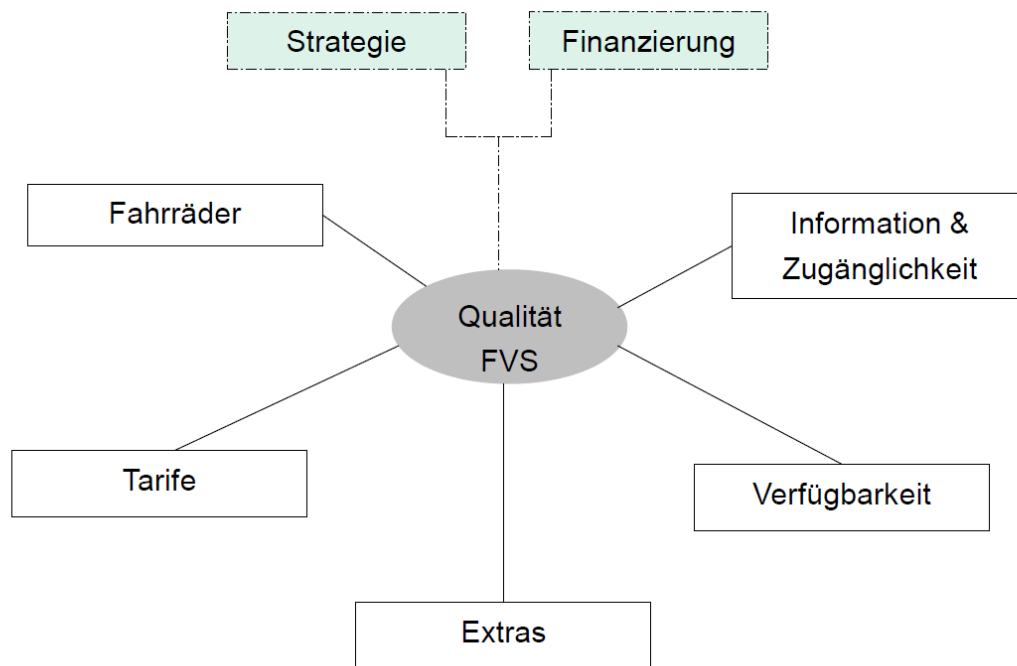 Strategie
Finanzierung
Fahrräder
Information &
Zugänglichkeit
Qualität
FVS
Tarife
Verfügbarkeit
Extras